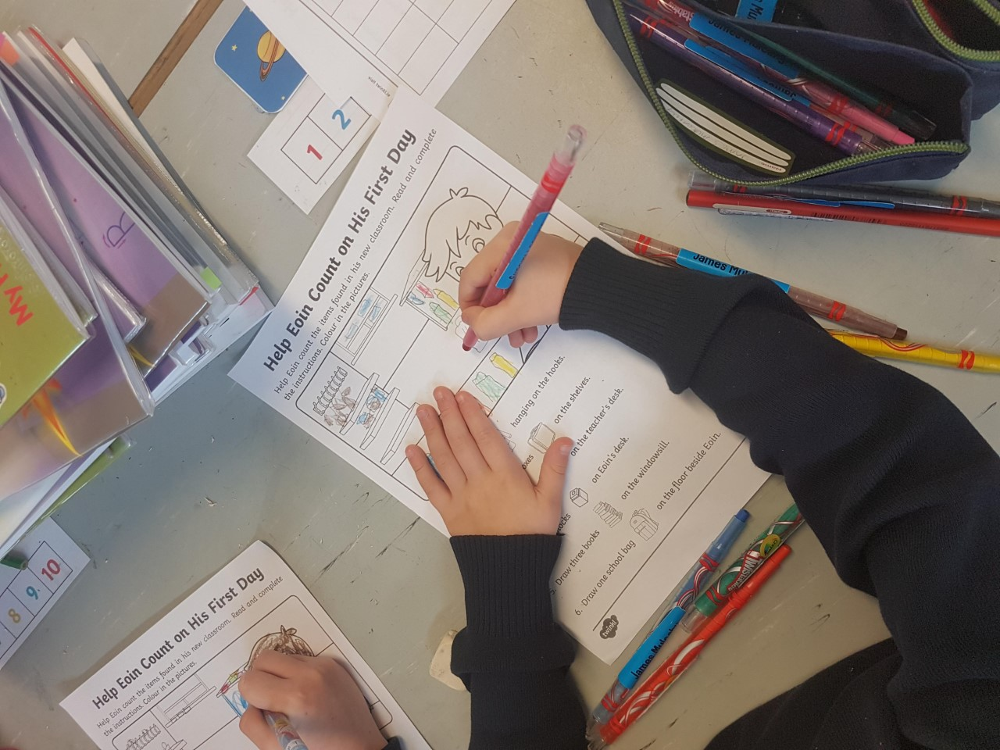 Help Eoin Count on His First Day
Help Eoin count the items found in his new classroom. Read and complete
the instructions. Colour in the pictures.
hanging on the hooks.
on the shelves.
on the teacher's desk.
on Eoin's desk.
on the windowsill.
Draw three books
on the floor beside Eoin.
6. Draw one school bag
twinkl
Help Eoin Count on His First Day
Help Eoin count the items found in his new classroom. Read and complete
the instructions. Colour in the pictures.
1 2
8 9 10
MY
James
James